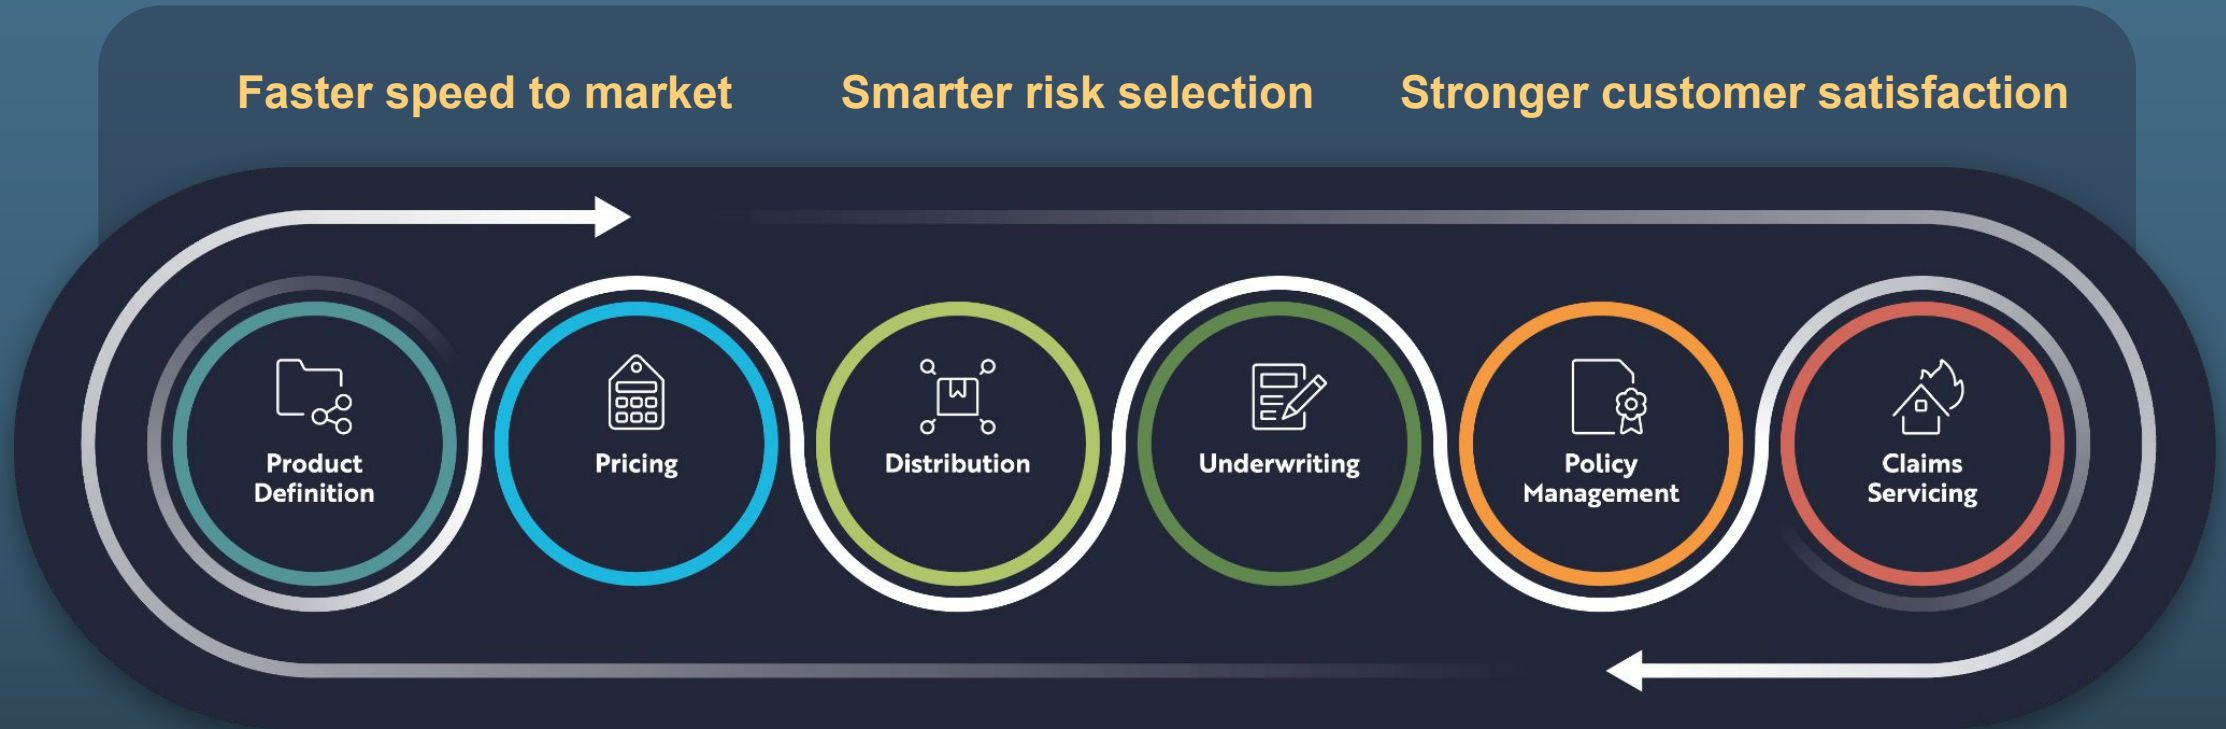 Faster speed to market
Smarter risk selection
Stronger customer satisfaction
Product
Definition
Pricing
Distribution
Underwriting
Policy
Management
Claims
Servicing